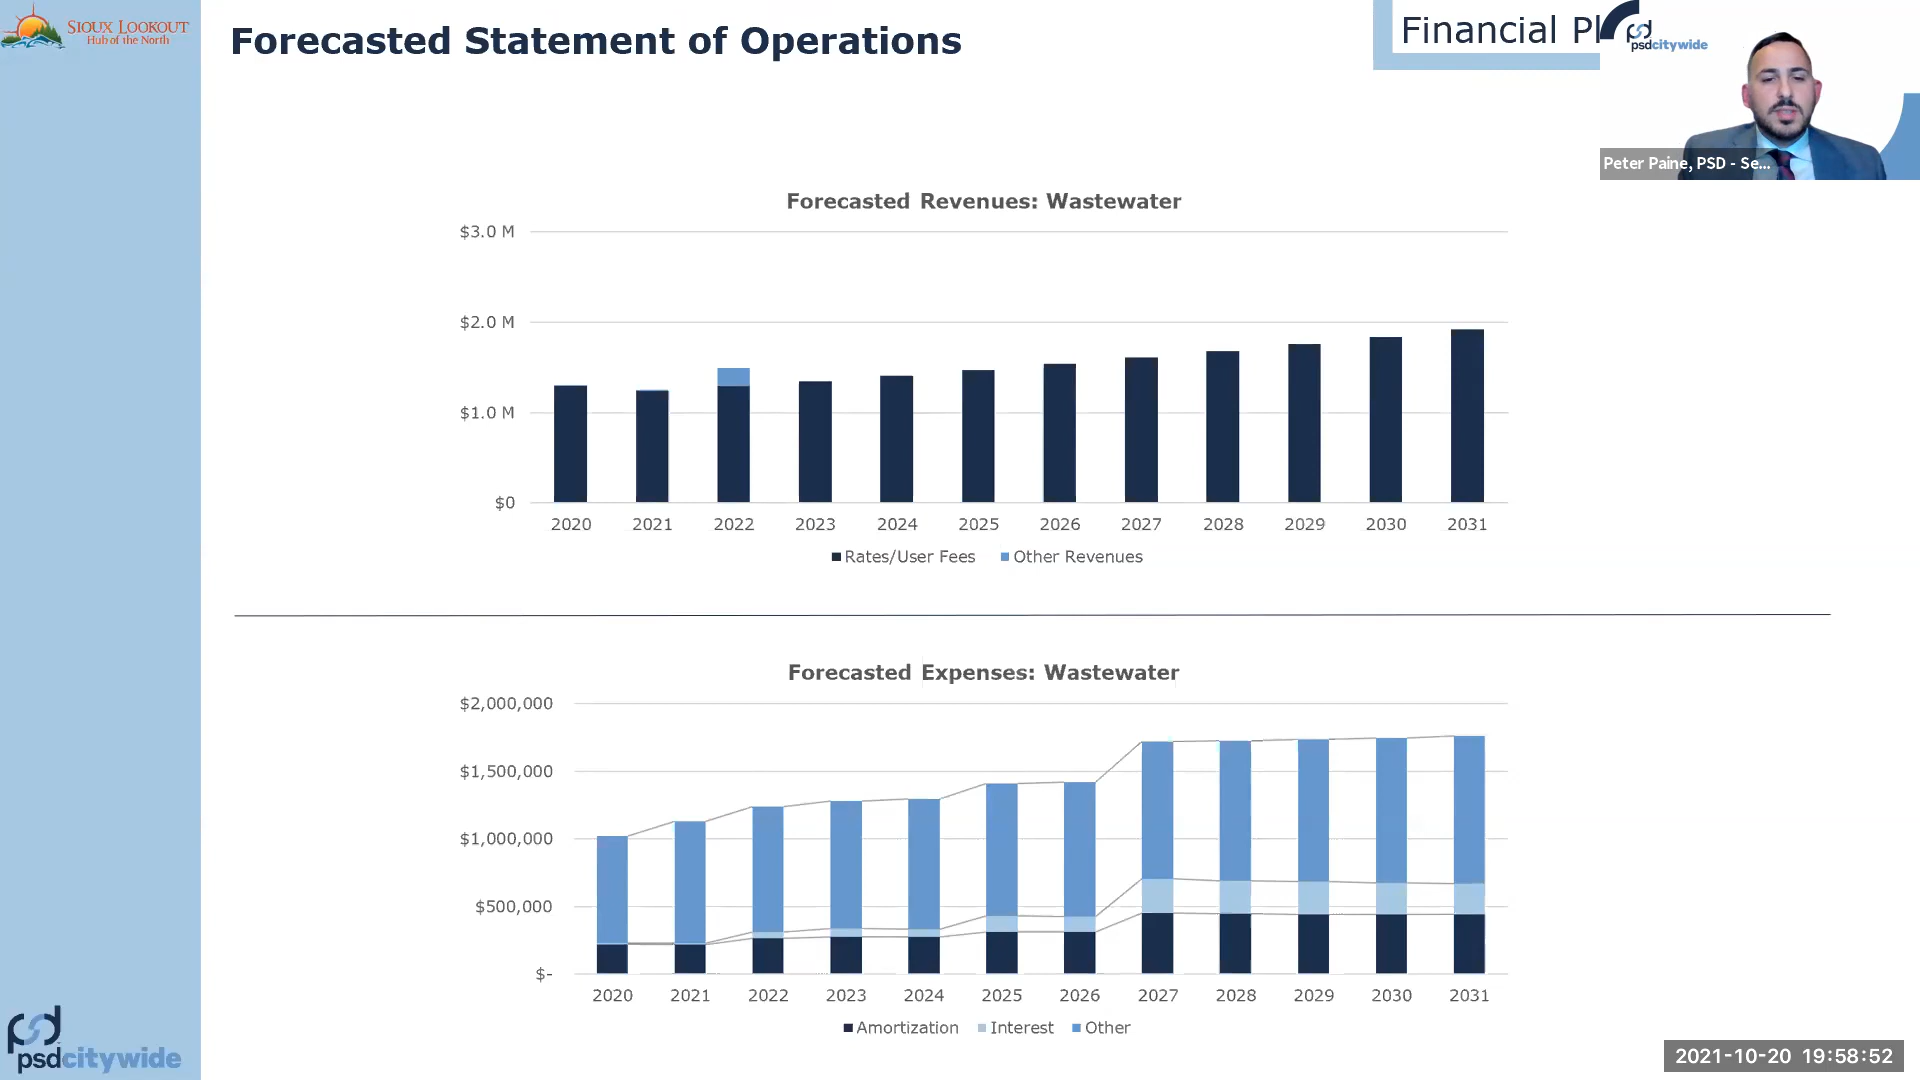 SIOUX LOOKOUT
Hub of the North
Forecasted Statement of Operations
Financial Pl
psdcitywide
Peter Paine, PSD - Se...
Forecasted Revenues: Wastewater
$3.0 M
$2.0 M
$1.0 M
$0
2020 2021 2022 2023 2024 2025 2026 2027 2028 2029 2030 2031
Rates/User Fees Other Revenues
Forecasted Expenses: Wastewater
$2,000,000
$1,500,000
$1,000,000
$500,000
$-
2020 2021 2022 2023 2024 2025 2026 2027 2028 2029 2030 2031
Amortization Interest Other
psdcitywide
2021-10-20 19:58:52